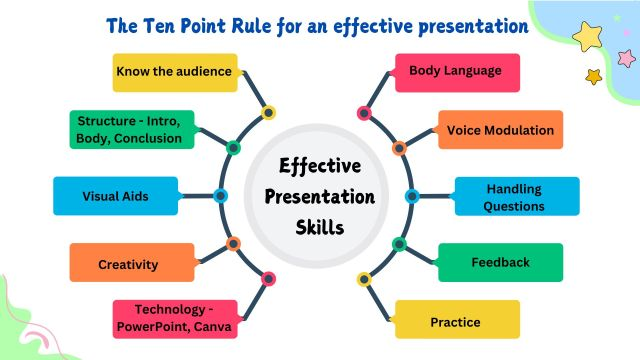 The Ten Point Rule for an effective presentation
Know the audience
Structure - Intro,
Body, Conclusion
Visual Aids
Creativity
Technology -
PowerPoint, Canva
Effective
Presentation
Skills
Body Language
Voice Modulation
Handling
Questions
Feedback
Practice